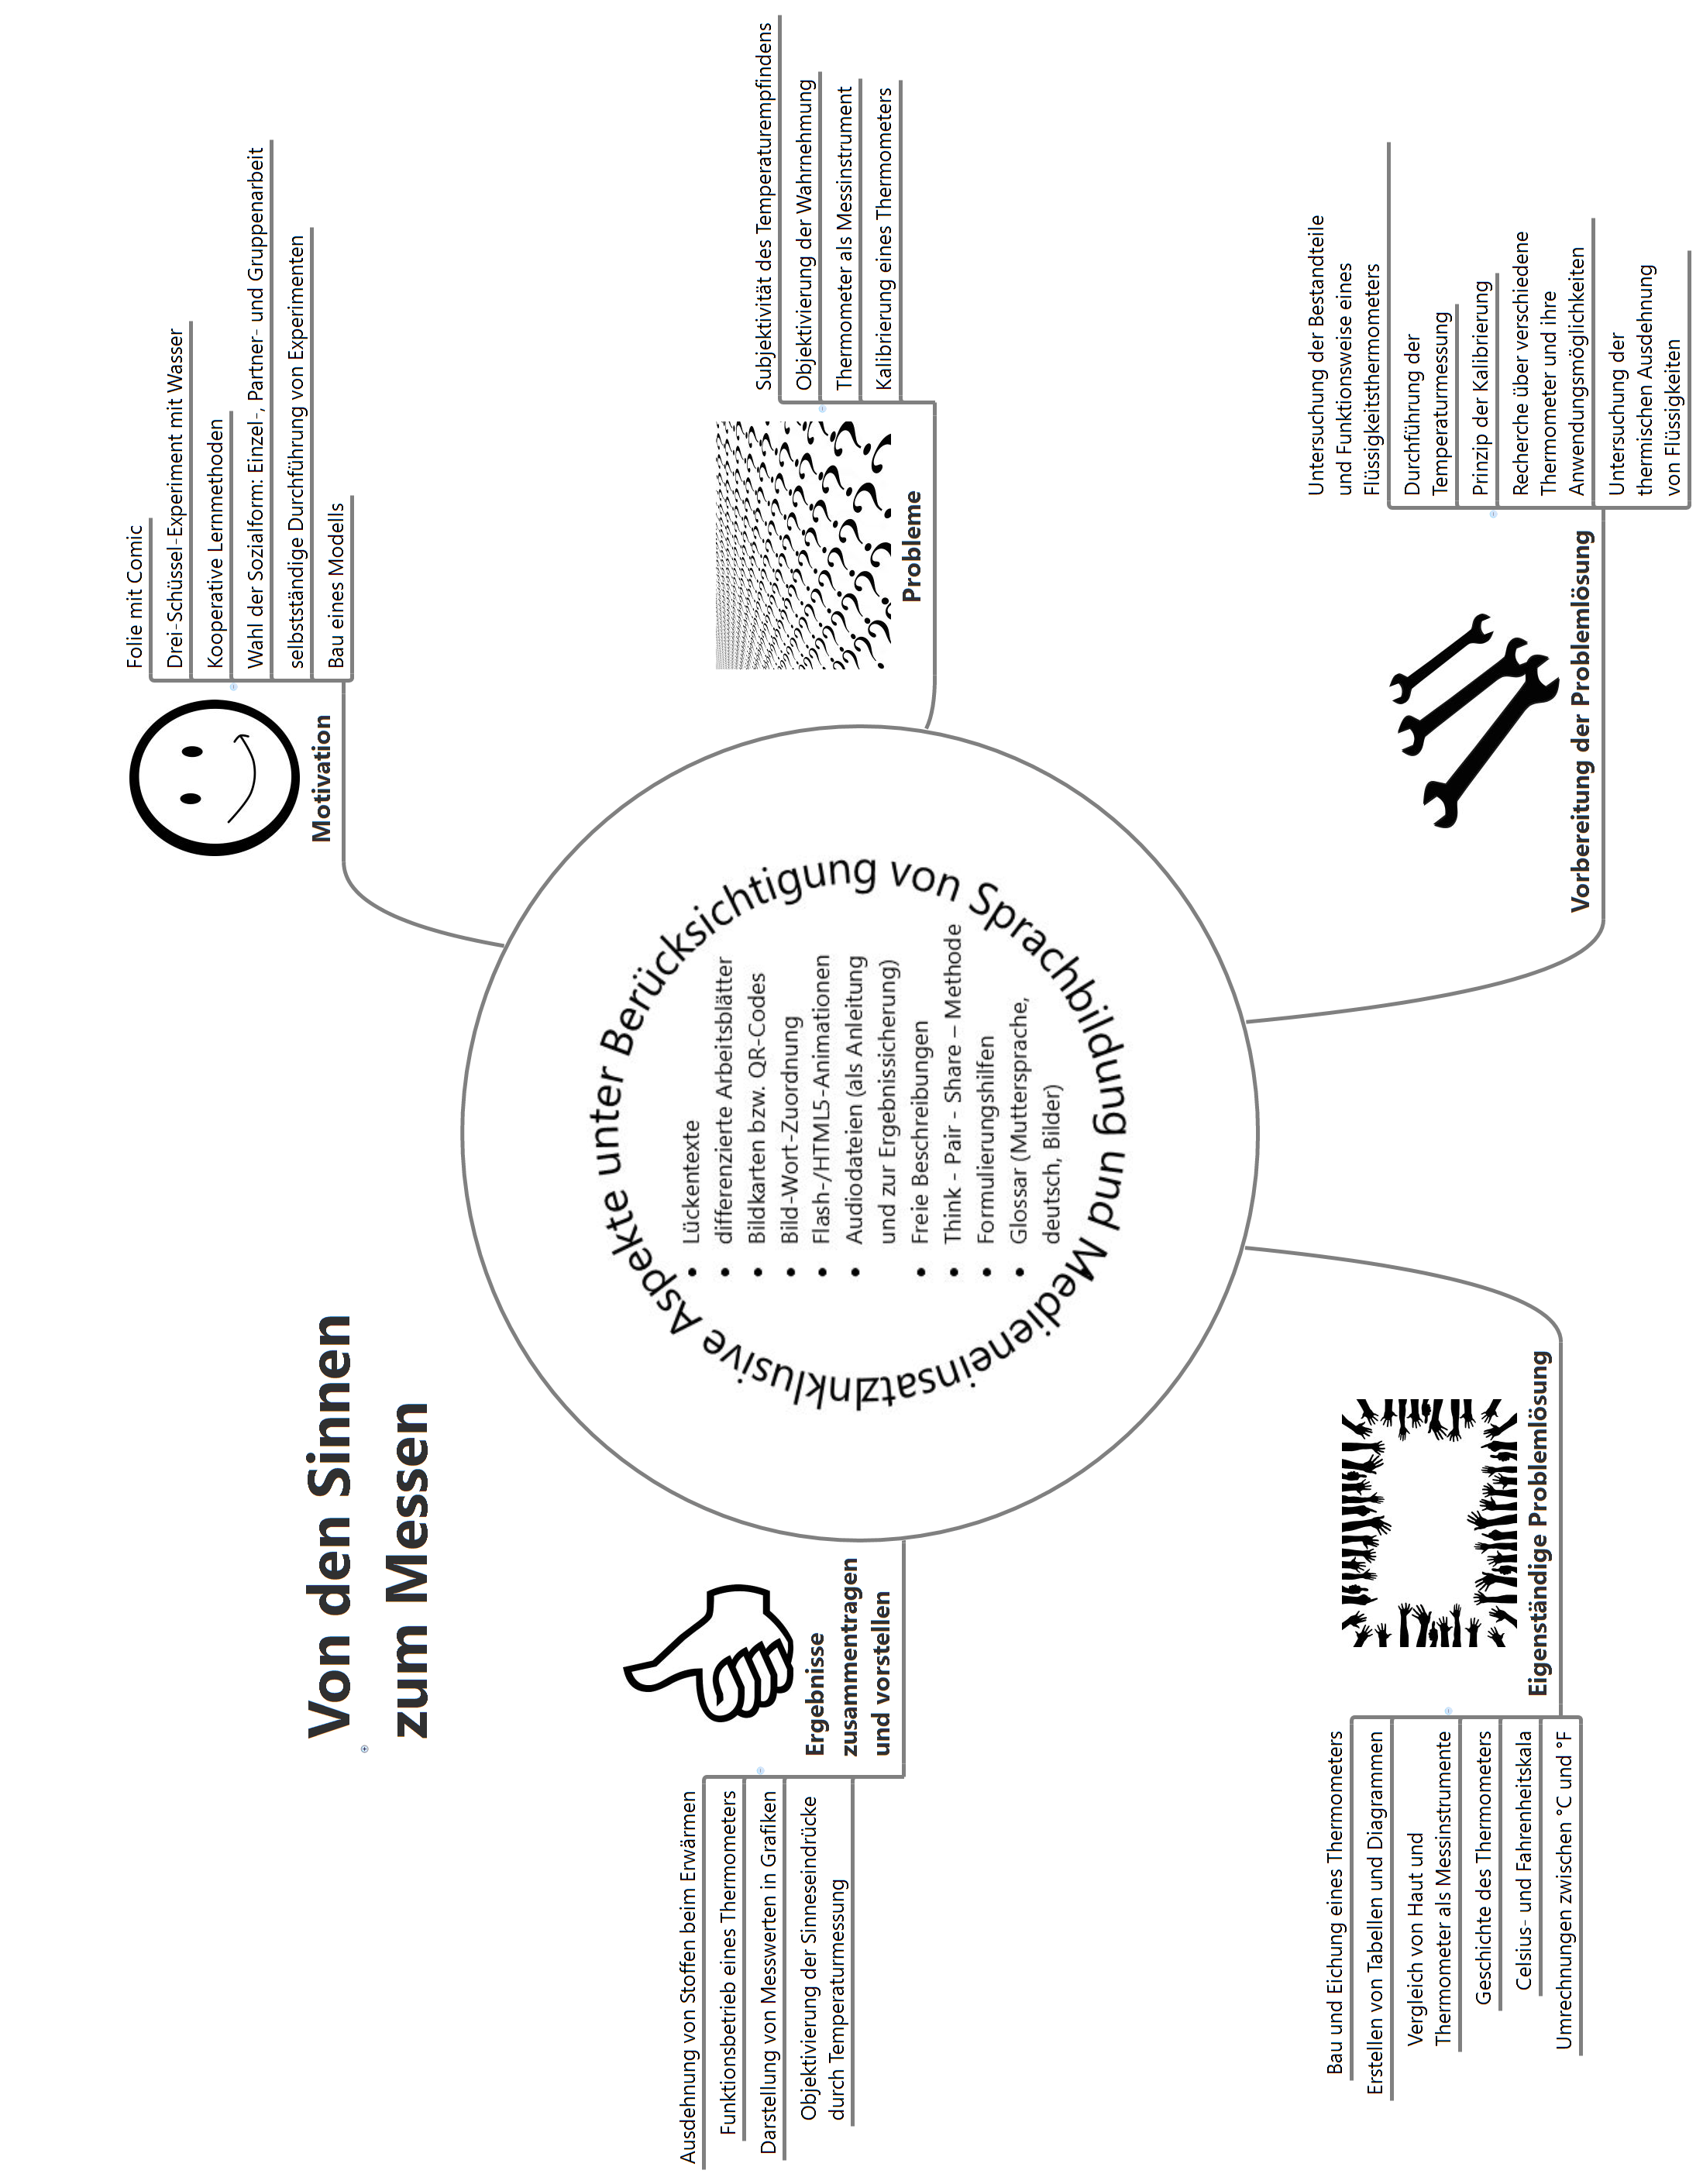 Von den Sinnen
zum Messen
Motivation
Folie mit Comic
Drei-Schüssel-Experiment mit Wasser
Kooperative Lernmethoden
Wahl der Sozialform: Einzel-, Partner- und Gruppenarbeit
selbstständige Durchführung von Experimenten
Bau eines Modells
Probleme
Subjektivität des Temperaturempfindens
Objektivierung der Wahrnehmung
Thermometer als Messinstrument
Kalibrierung eines Thermometers
Vorbereitung der Problemlösung
Untersuchung der Bestandteile
und Funktionsweise eines
Flüssigkeitsthermometers
Durchführung der
Temperaturmessung
Prinzip der Kalibrierung
Recherche über verschiedene
Thermometer und ihre
Anwendungsmöglichkeiten
Untersuchung der
thermischen Ausdehnung
von Flüssigkeiten
Eigenständige Problemlösung
Bau und Eichung eines Thermometers
Erstellen von Tabellen und Diagrammen
Vergleich von Haut und
Thermometer als Messinstrumente
Geschichte des Thermometers
Celsius- und Fahrenheitskala
Umrechnungen zwischen °C und °F
Ergebnisse
zusammentragen
und vorstellen
Ausdehnung von Stoffen beim Erwärmen
Funktionsbetrieb eines Thermometers
Darstellung von Messwerten in Grafiken
Objektivierung der Sinneseindrücke
durch Temperaturmessung
Inklusive Aspekte unter Berücksichtigung von Sprachbildung und Medieneinsatz
• Lückentexte
• differenzierte Arbeitsblätter
• Bildkarten bzw. QR-Codes
• Bild-Wort-Zuordnung
• Flash-/HTML5-Animationen
• Audiodateien (als Anleitung
und zur Ergebnissicherung)
• Freie Beschreibungen
• Think - Pair - Share – Methode
• Formulierungshilfen
• Glossar (Muttersprache,
deutsch, Bilder)